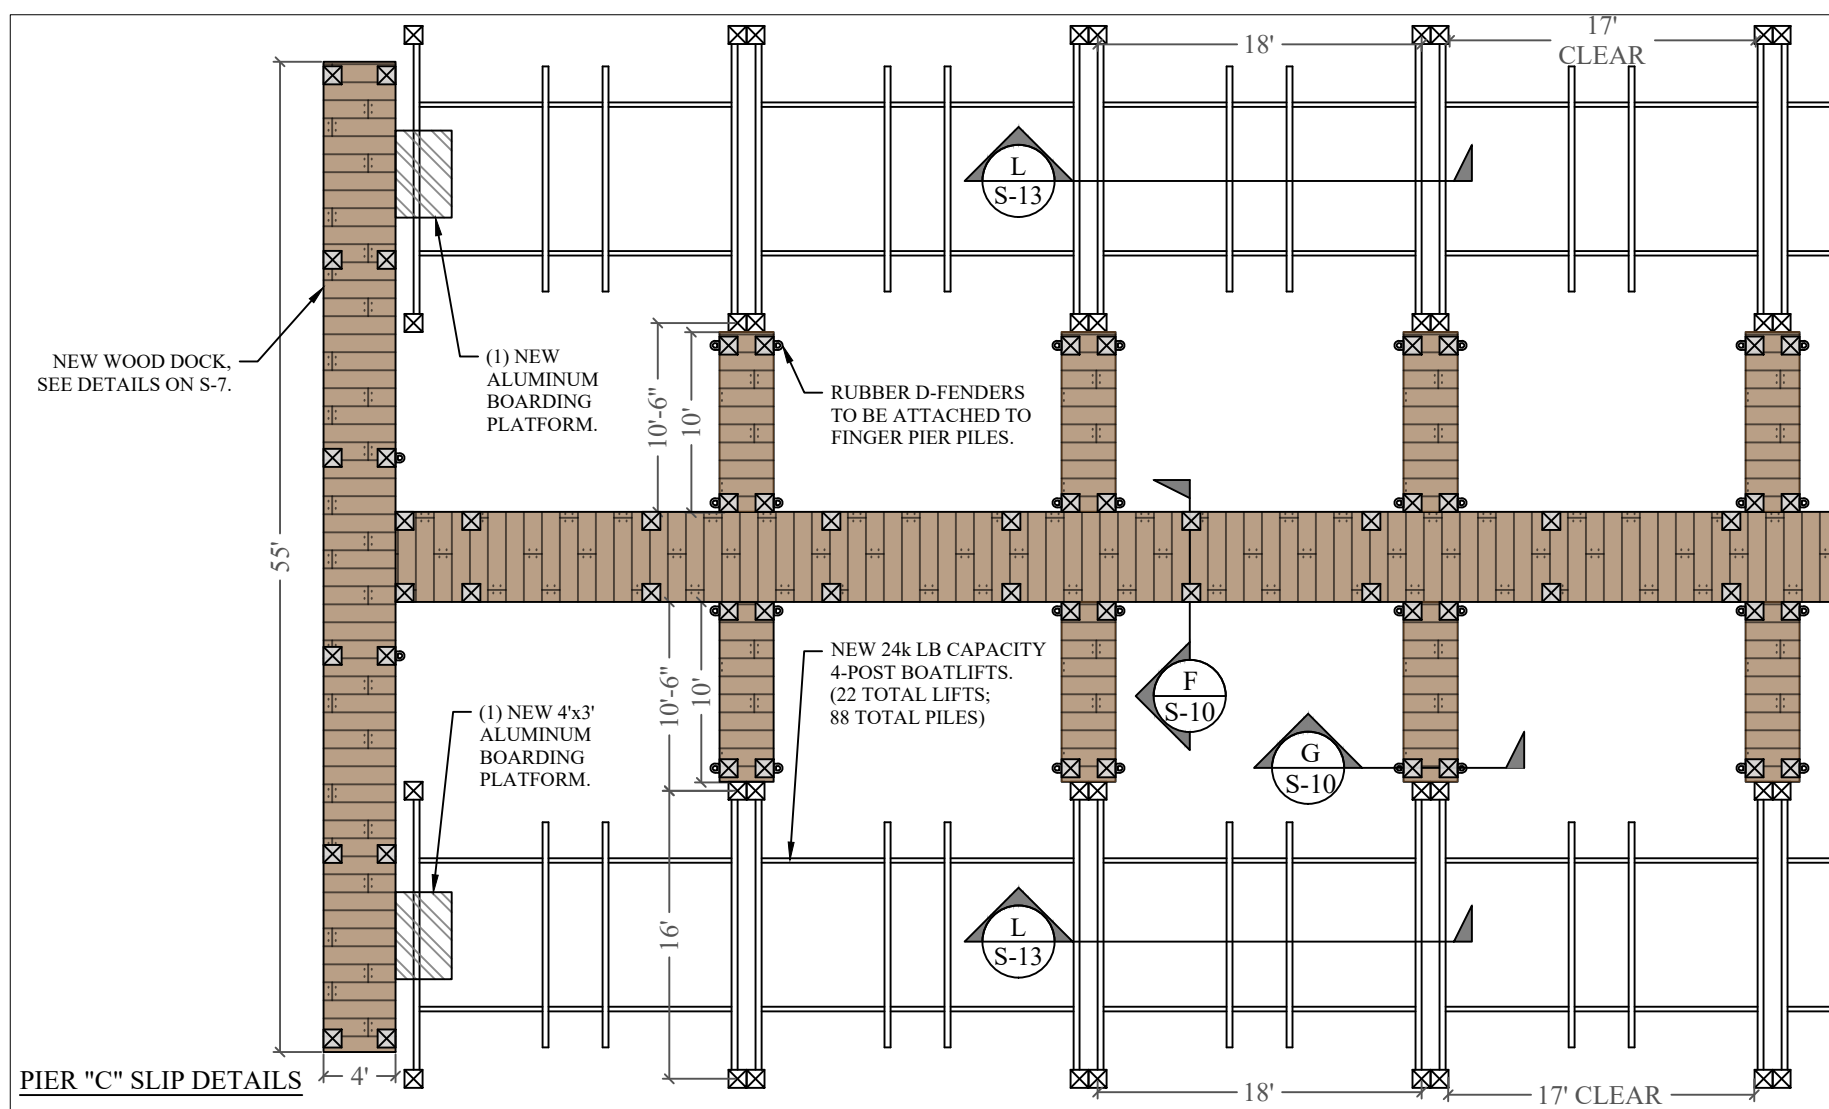 18'
17'
CLEAR
L
S-13
NEW WOOD DOCK,
SEE DETAILS ON S-7.
(1) NEW
ALUMINUM
BOARDING
PLATFORM.
10'-6"
10'
RUBBER D-FENDERS
TO BE ATTACHED TO
FINGER PIER PILES.
55'
10'-6"
10'
NEW 24k LB CAPACITY
4-POST BOATLIFTS.
(22 TOTAL LIFTS;
88 TOTAL PILES)
F
S-10
(1) NEW 4'x3'
ALUMINUM
BOARDING
PLATFORM.
G
S-10
16'
L
S-13
PIER "C" SLIP DETAILS
4'
18'
17' CLEAR